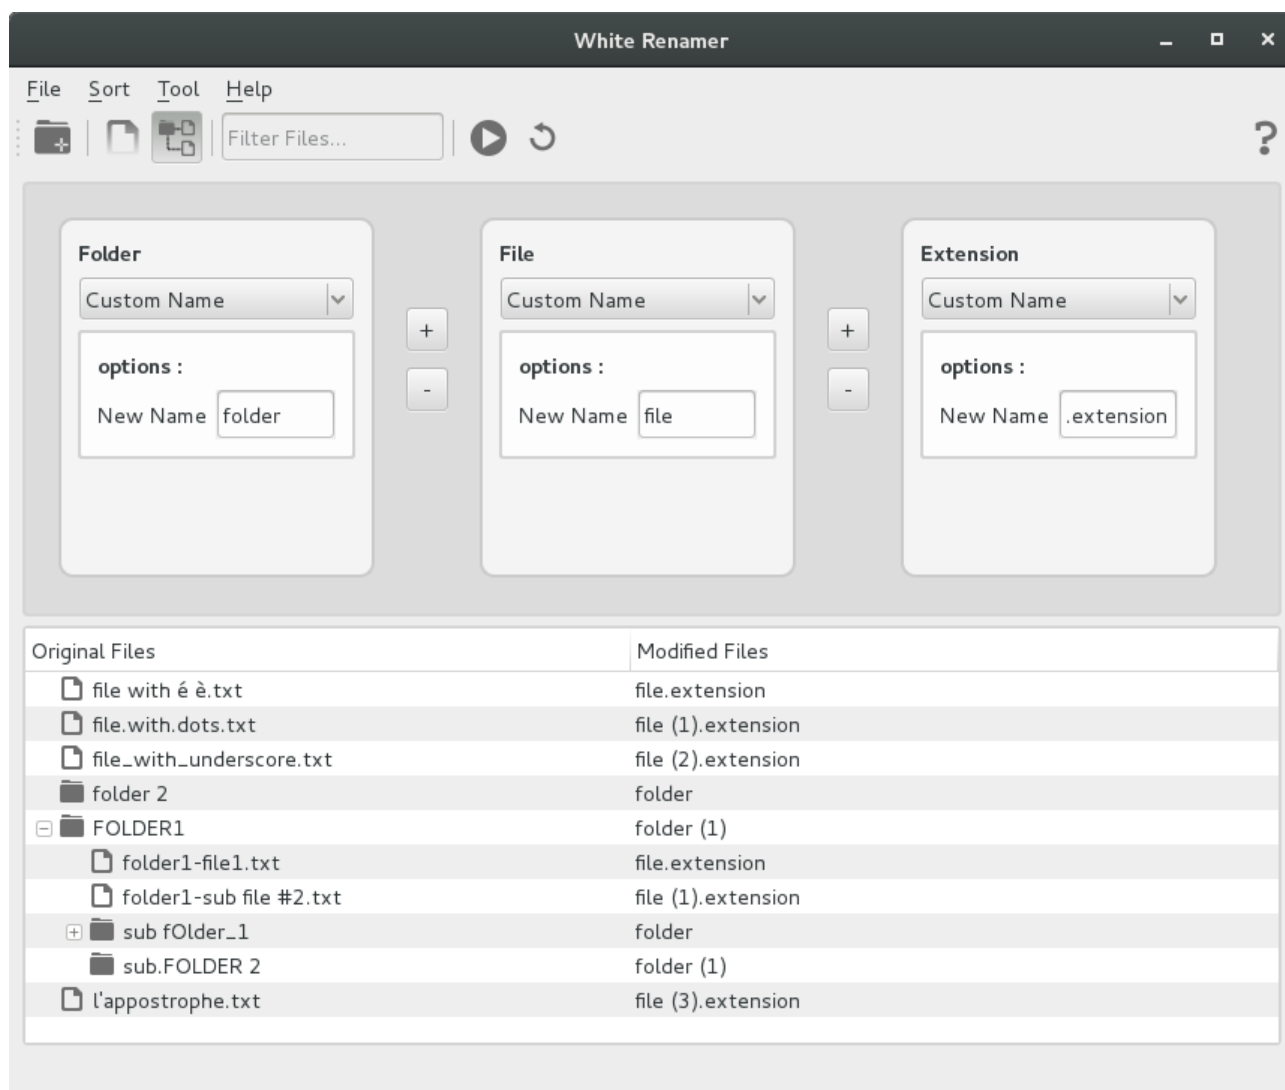 White Renamer
File Sort Tool Help
Filter Files... ?
Folder File Extension
Custom Name Custom Name Custom Name
+ +
options : options : options :
- -
New Name folder New Name file New Name .extension
Original Files Modified Files
file with é è.txt file.extension
file.with.dots.txt file (1).extension
file_with_underscore.txt file (2).extension
folder 2 folder
FOLDER1 folder (1)
folder1-file1.txt file.extension
folder1-sub file #2.txt file (1).extension
sub fOlder_1 folder
sub.FOLDER 2 folder (1)
l'appostrophe.txt file (3).extension